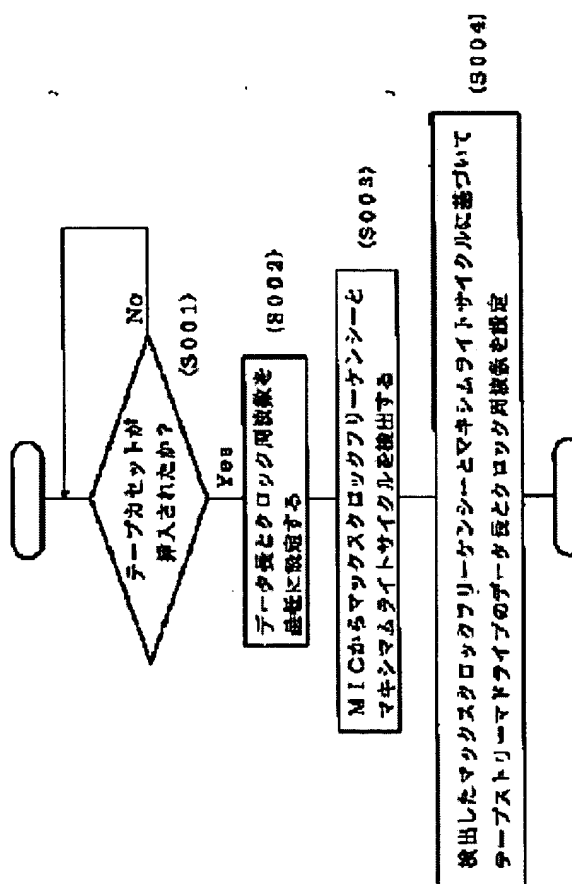 テープカセットが
挿入されたか?
No
(S001)
Yes
データ長とクロック周波数を
最低に設定する
(S002)
MICからマックスクロックフリーケンシーと
マキシマムライトサイクルを検出する
(S003)
検出したマックスクロックフリーケンシーとマキシムライトサイクルに基づいて
テープストリーマドライブのデータ長とクロック周波数を設定
(S004)